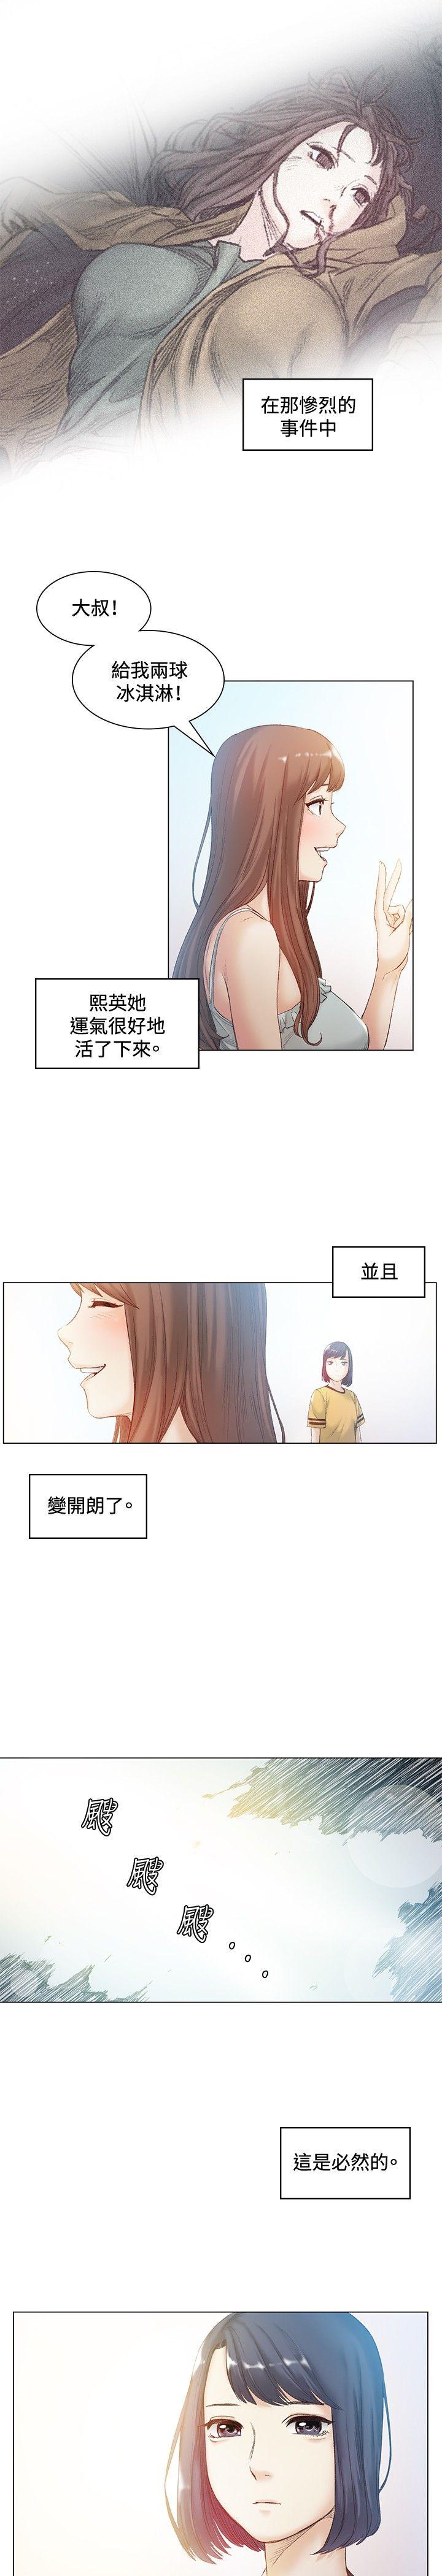 在那慘烈的
事件中
大叔！
給我兩球
冰淇淋！
熙英她
運氣很好地
活了下來。
並且
變開朗了。
颼
颼
颼
。。。
這是必然的。